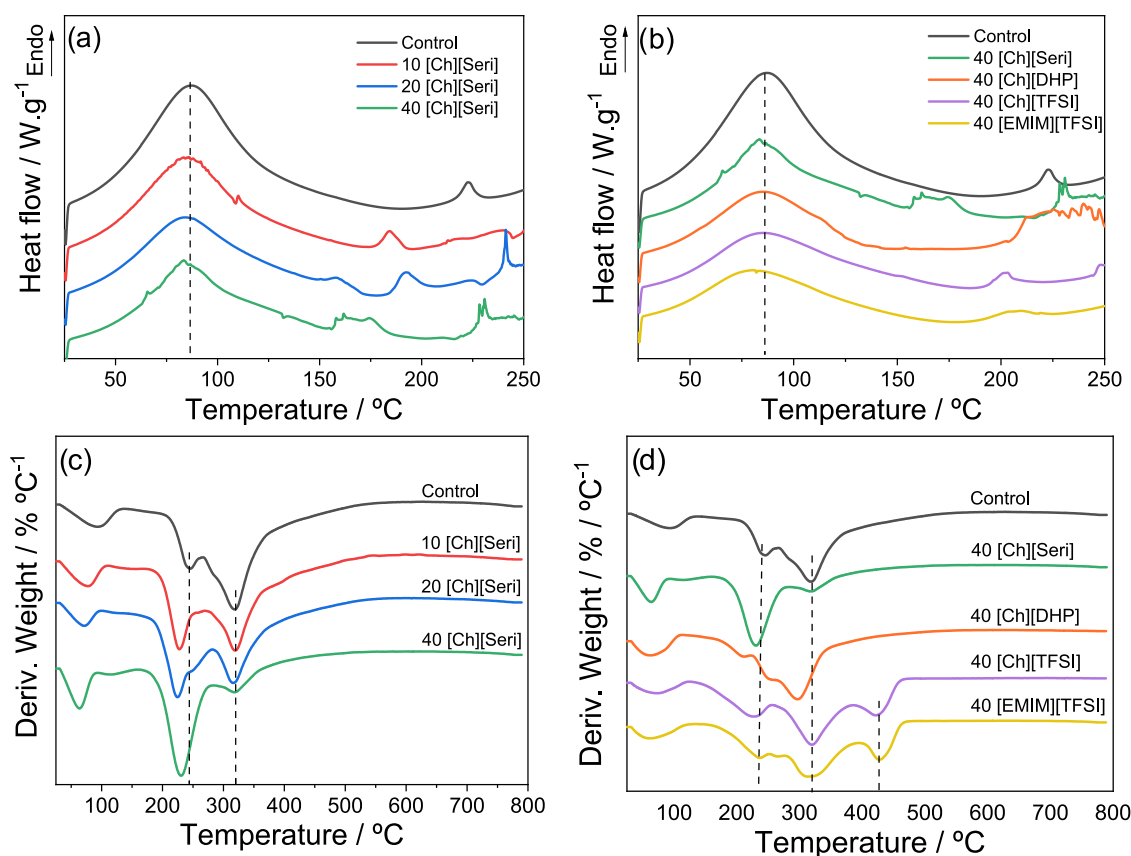 (a)
Endo
Control
10 [Ch][Seri]
20 [Ch][Seri]
40 [Ch][Seri]
Heat flow / W.g-1
50 100 150 200 250
Temperature / ºC
(b)
Endo
Control
40 [Ch][Seri]
40 [Ch][DHP]
40 [Ch][TFSI]
40 [EMIM][TFSI]
Heat flow / W.g-1
50 100 150 200 250
Temperature / ºC
(c)
Control
10 [Ch][Seri]
20 [Ch][Seri]
40 [Ch][Seri]
Deriv. Weight / % ºC-1
100 200 300 400 500 600 700 800
Temperature / ºC
(d)
Control
40 [Ch][Seri]
40 [Ch][DHP]
40 [Ch][TFSI]
40 [EMIM][TFSI]
Deriv. Weight / % / ºC-1
100 200 300 400 500 600 700 800
Temperature / ºC